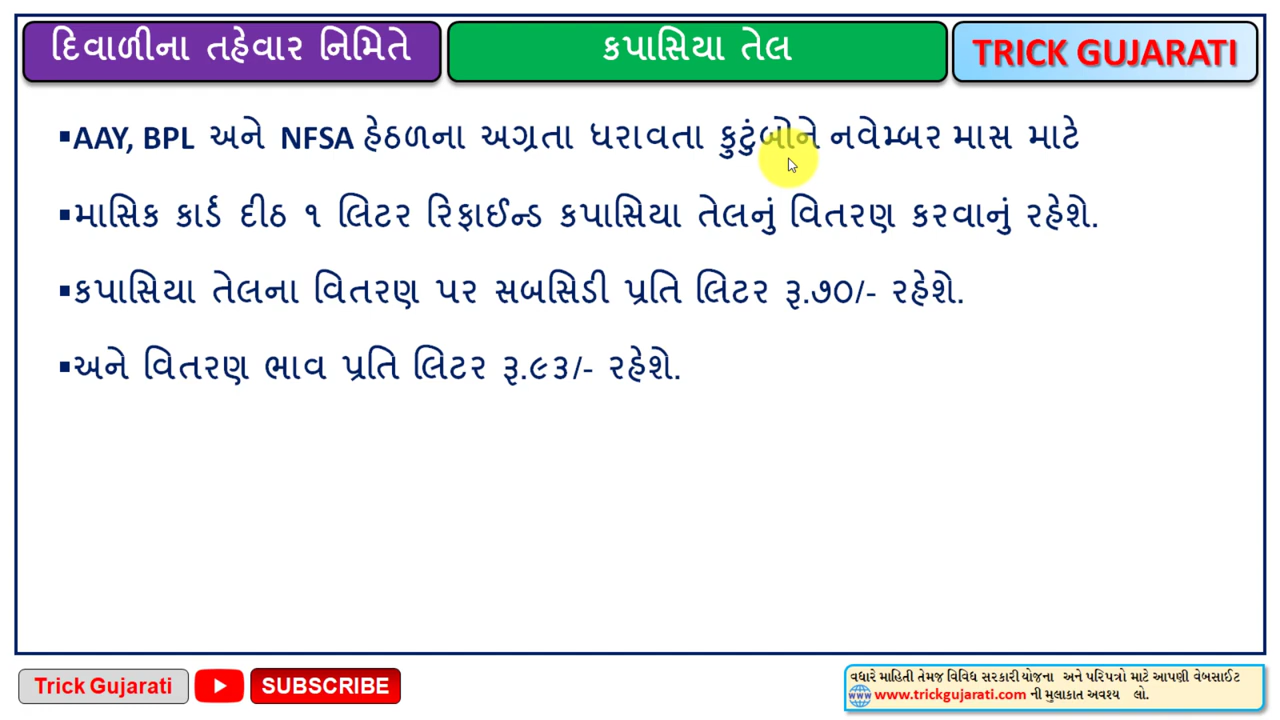 દિવાળીના તહેવાર નિમિતે
કપાસિયા તેલ
TRICK GUJARATI
▪AAY, BPL અને NFSA હેઠળના અગ્રતા ધરાવતા કુટુંબોને નવેમ્બર માસ માટે
▪માસિક કાર્ડ દીઠ ૧ લિટર રિફાઈન્ડ કપાસિયા તેલનું વિતરણ કરવાનું રહેશે.
▪કપાસિયા તેલના વિતરણ પર સબસિડી પ્રતિ લિટર રૂ.૭૦/- રહેશે.
▪અને વિતરણ ભાવ પ્રતિ લિટર રૂ.૯૩/- રહેશે.
Trick Gujarati
SUBSCRIBE
વધારે માહિતી તેમજ વિવિધ સરકારી યોજના અને પરિપત્રો માટે આપણી વેબસાઈટ
www www.trickgujarati.com ની મુલાકાત અવશ્ય લો.